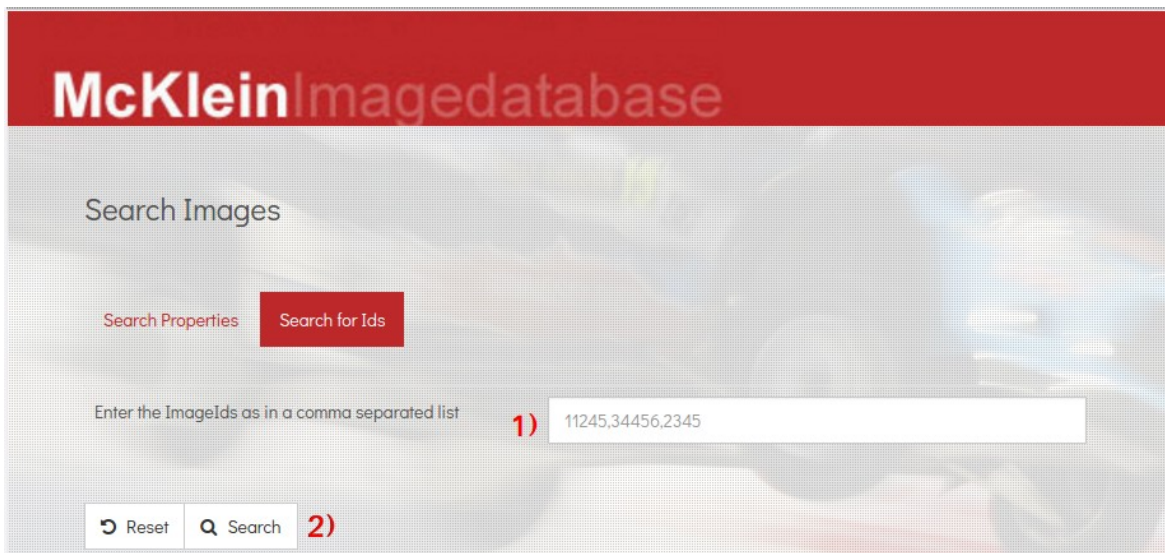 McKleinImagedatabase
Search Images
Search Properties Search for Ids
Enter the ImageIds as in a comma separated list 1) 11245,34456,2345
Reset Search 2)